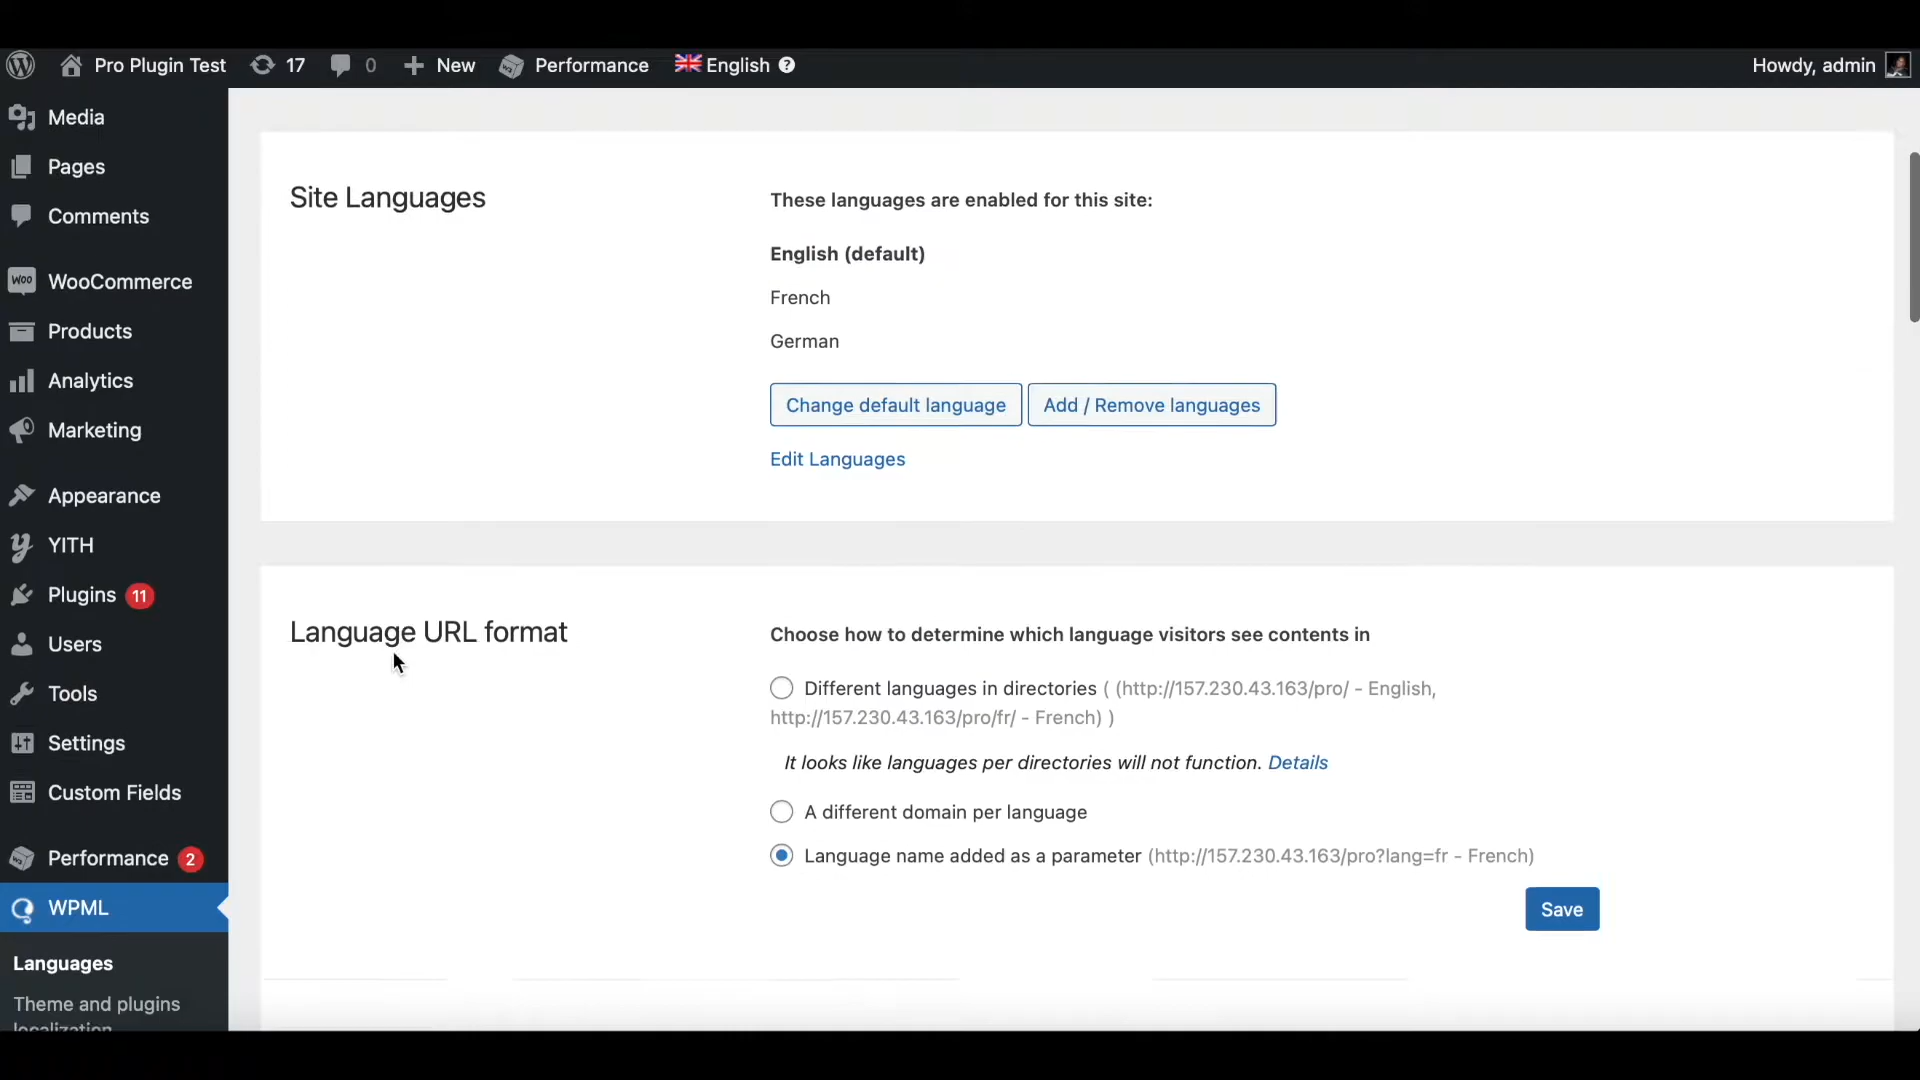 Pro Plugin Test 17 0 New Performance English ? Howdy, admin
Media
Pages
Comments
WooCommerce
Products
Analytics
Marketing
Appearance
YITH
Plugins 11
Users
Tools
Settings
Custom Fields
Performance 2
WPML
Languages
Theme and plugins
localization
Site Languages
These languages are enabled for this site:
English (default)
French
German
Change default language Add / Remove languages
Edit Languages
Language URL format
Choose how to determine which language visitors see contents in
Different languages in directories ( (http://157.230.43.163/pro/ - English,
http://157.230.43.163/pro/fr/ - French) )
It looks like languages per directories will not function. Details
A different domain per language
Language name added as a parameter (http://157.230.43.163/pro?lang=fr - French)
Save